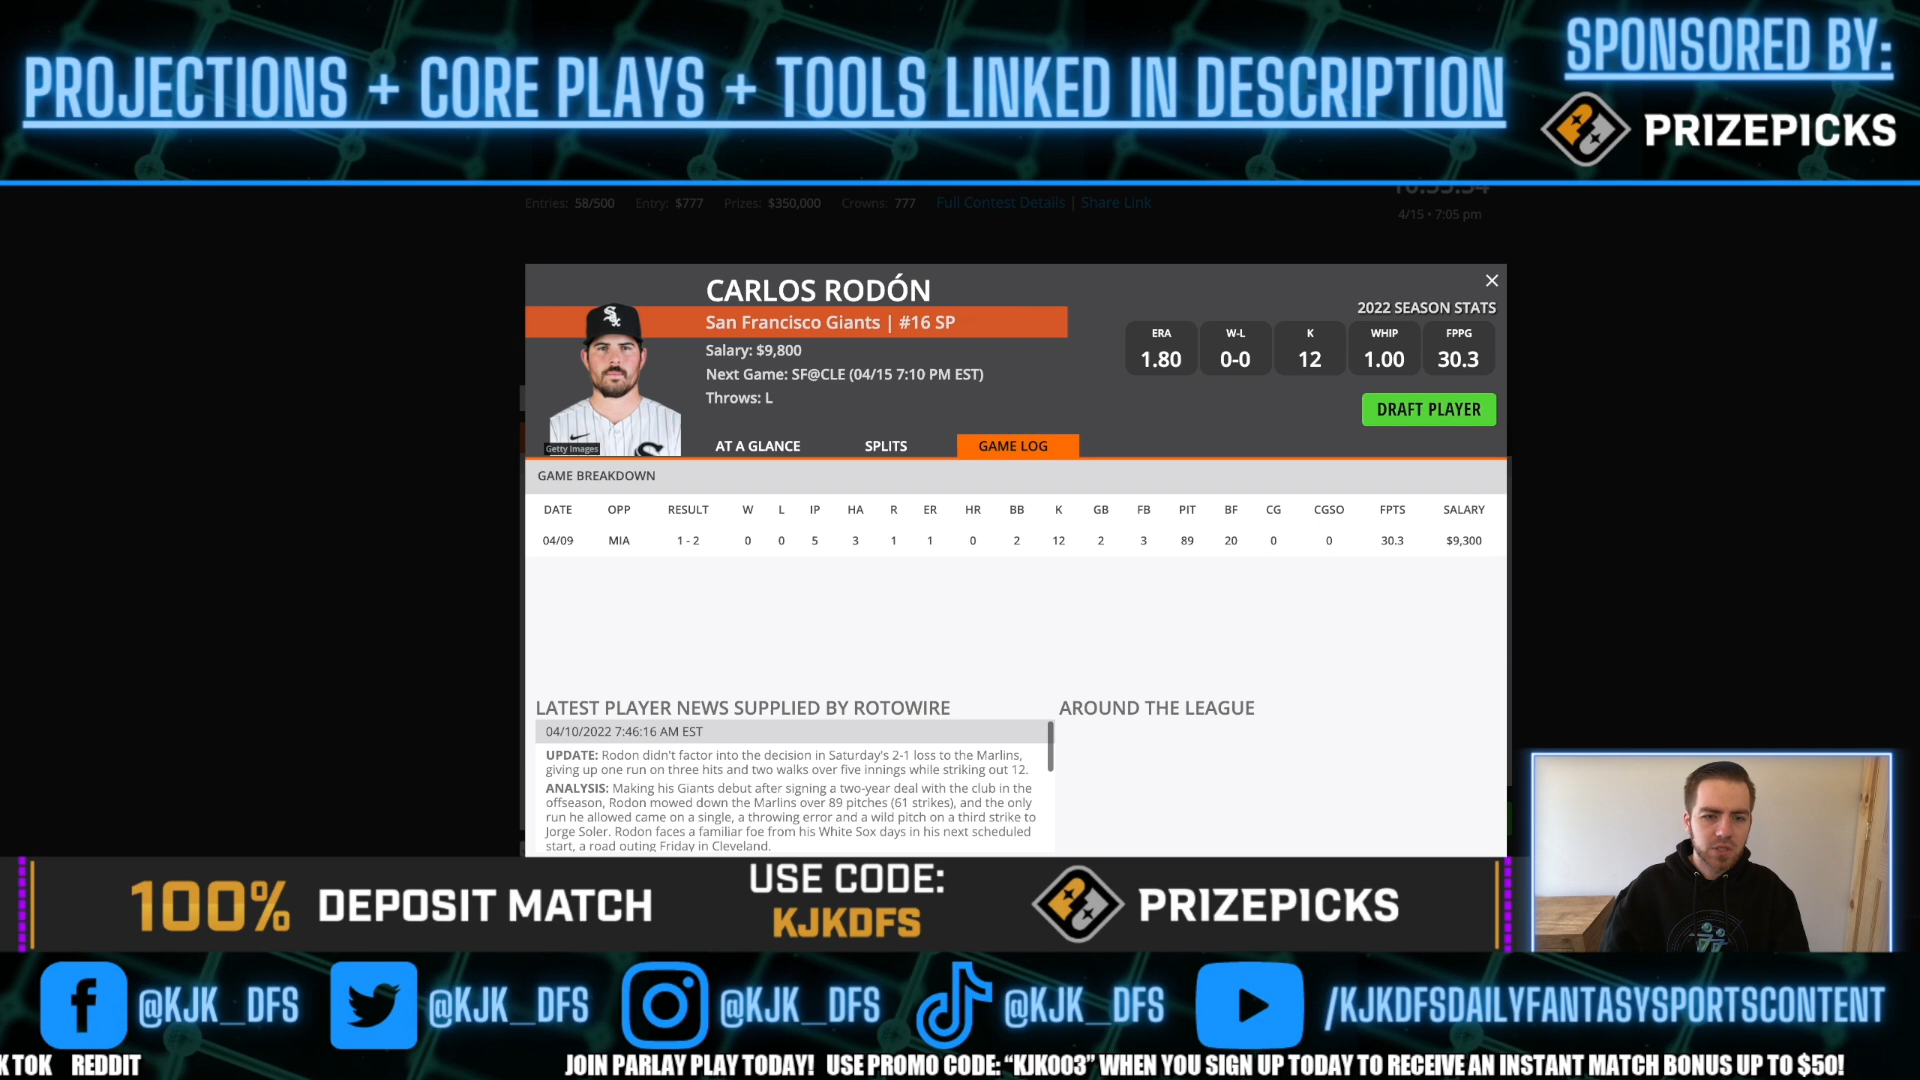 PROJECTIONS + CORE PLAYS + TOOLS LINKED IN DESCRIPTION
SPONSORED BY:
PRIZEPICKS
Entries: 58/500 Entry: $777 Prizes: $350,000 Crowns: 777 Full Contest Details | Share Link
4/15 • 7:05 pm
CARLOS RODÓN
San Francisco Giants | #16 SP
Salary: $9,800
Next Game: SF@CLE (04/15 7:10 PM EST)
Throws: L
2022 SEASON STATS
ERA W-L K WHIP FPPG
1.80 0-0 12 1.00 30.3
DRAFT PLAYER
Getty Images
AT A GLANCE SPLITS GAME LOG
GAME BREAKDOWN
DATE OPP RESULT W L IP HA R ER HR BB K GB FB PIT BF CG CGSO FPTS SALARY
04/09 MIA 1 - 2 0 0 5 3 1 1 0 2 12 2 3 89 20 0 0 30.3 $9,300
LATEST PLAYER NEWS SUPPLIED BY ROTOWIRE
AROUND THE LEAGUE
04/10/2022 7:46:16 AM EST
UPDATE: Rodon didn't factor into the decision in Saturday's 2-1 loss to the Marlins,
giving up one run on three hits and two walks over five innings while striking out 12.
ANALYSIS: Making his Giants debut after signing a two-year deal with the club in the
offseason, Rodon mowed down the Marlins over 89 pitches (61 strikes), and the only
run he allowed came on a single, a throwing error and a wild pitch on a third strike to
Jorge Soler. Rodon faces a familiar foe from his White Sox days in his next scheduled
start, a road outing Friday in Cleveland.
100% DEPOSIT MATCH
USE CODE:
KJKDFS
PRIZEPICKS
@KJK_DFS @KJK_DFS @KJK_DFS @KJK_DFS /KJKDFSDAILYFANTASYSPORTSCONTENT
K TOK REDDIT JOIN PARLAY PLAY TODAY! USE PROMO CODE: "KJK003" WHEN YOU SIGN UP TODAY TO RECEIVE AN INSTANT MATCH BONUS UP TO $50!